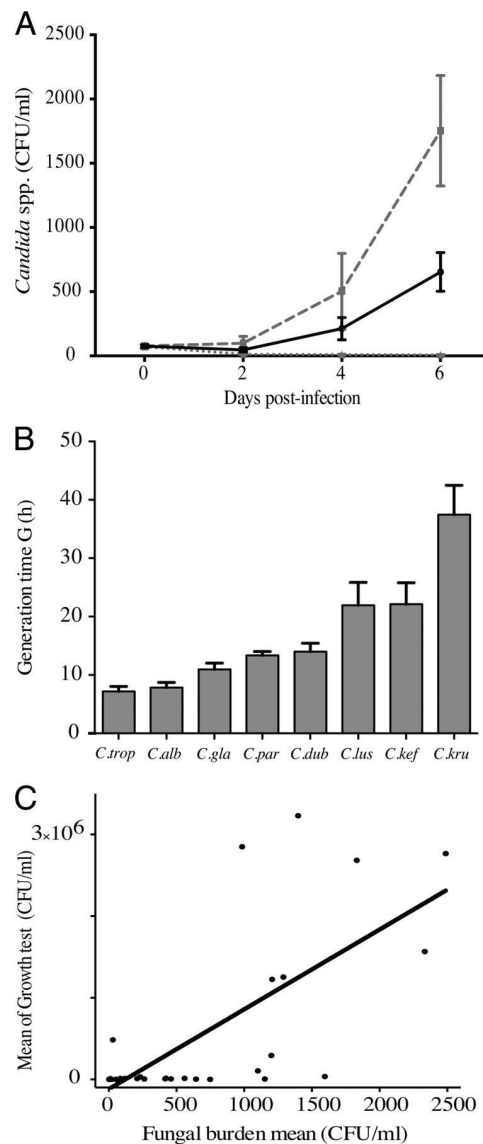 A
2500
2000
1500
1000
500
0
Candida spp. (CFU/ml)
0 2 4 6
Days post-infection
B
50
40
30
20
10
0
Generation time G (h)
C.trop C.alb C.gla C.par C.dub C.lus C.kef C.kru
C
3×10⁶
0
Mean of Growth test (CFU/ml)
0 500 1000 1500 2000 2500
Fungal burden mean (CFU/ml)